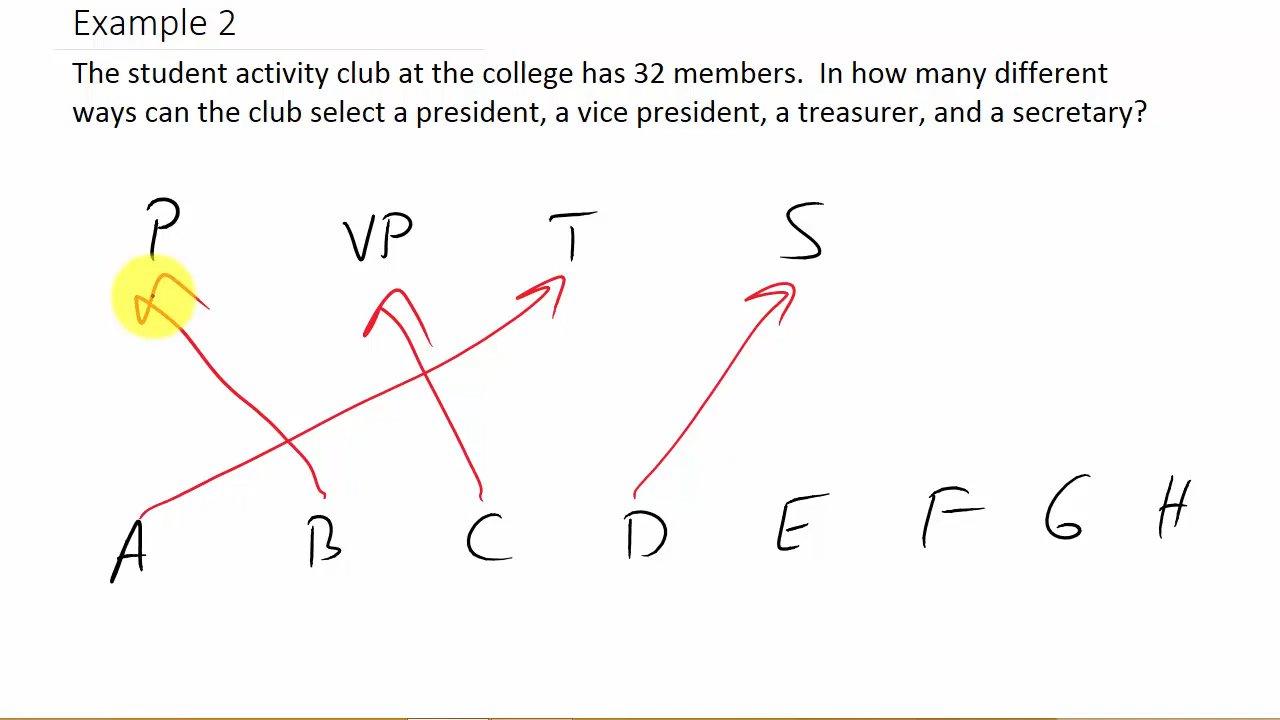 Example 2
The student activity club at the college has 32 members. In how many different
ways can the club select a president, a vice president, a treasurer, and a secretary?
P VP T S
A B C D E F G H